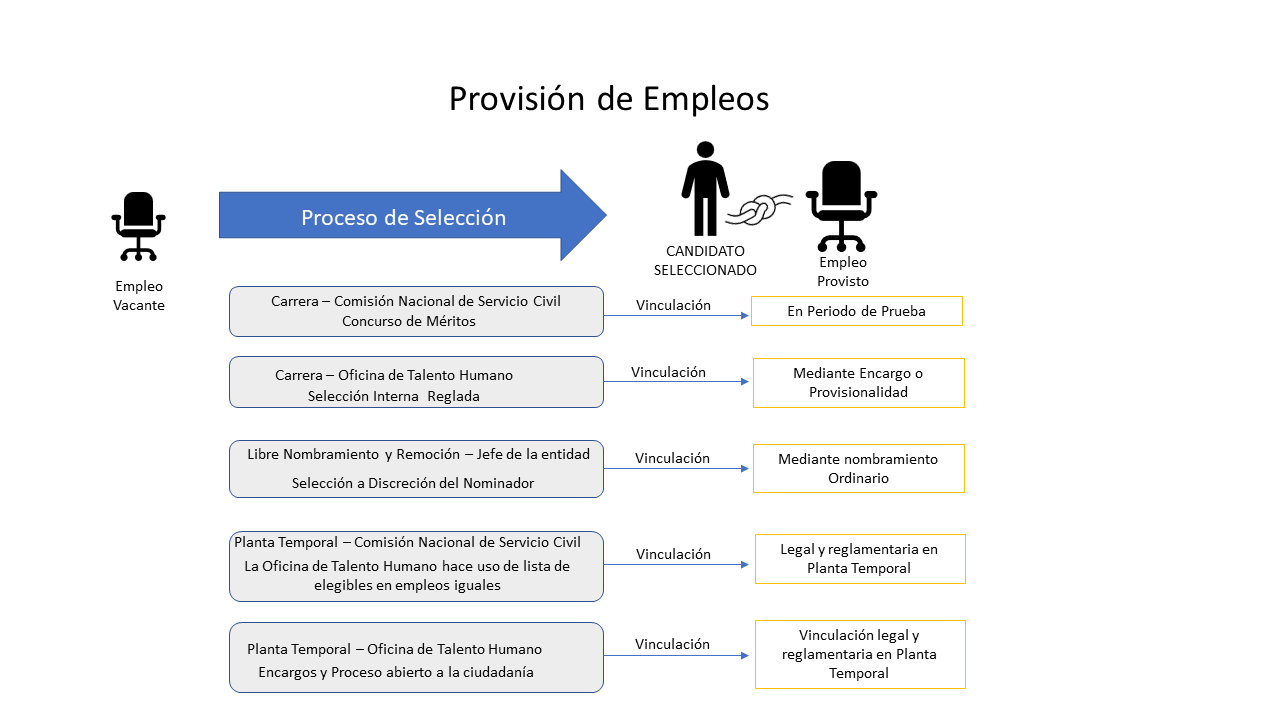 Provisión de Empleos
Proceso de Selección
Empleo
Vacante
CANDIDATO
SELECCIONADO
Empleo
Provisto
Carrera – Comisión Nacional de Servicio Civil
Concurso de Méritos
Vinculación
En Periodo de Prueba
Carrera – Oficina de Talento Humano
Selección Interna Reglada
Vinculación
Mediante Encargo o
Provisionalidad
Libre Nombramiento y Remoción – Jefe de la entidad
Selección a Discreción del Nominador
Vinculación
Mediante nombramiento
Ordinario
Planta Temporal – Comisión Nacional de Servicio Civil
La Oficina de Talento Humano hace uso de lista de
elegibles en empleos iguales
Vinculación
Legal y reglamentaria en
Planta Temporal
Planta Temporal – Oficina de Talento Humano
Encargos y Proceso abierto a la ciudadanía
Vinculación
Vinculación legal y
reglamentaria en Planta
Temporal